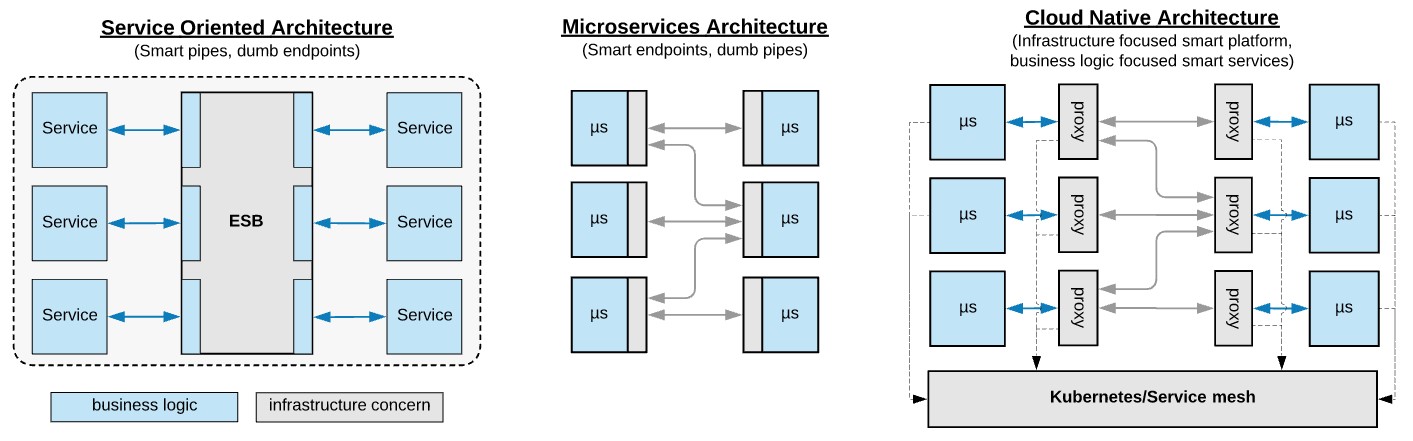 Service Oriented Architecture
(Smart pipes, dumb endpoints)
Service
Service
Service
ESB
Service
Service
Service
business logic
infrastructure concern
Microservices Architecture
(Smart endpoints, dumb pipes)
µs
µs
µs
µs
µs
µs
Cloud Native Architecture
(Infrastructure focused smart platform,
business logic focused smart services)
µs
proxy
proxy
µs
µs
proxy
proxy
µs
µs
proxy
proxy
µs
Kubernetes/Service mesh